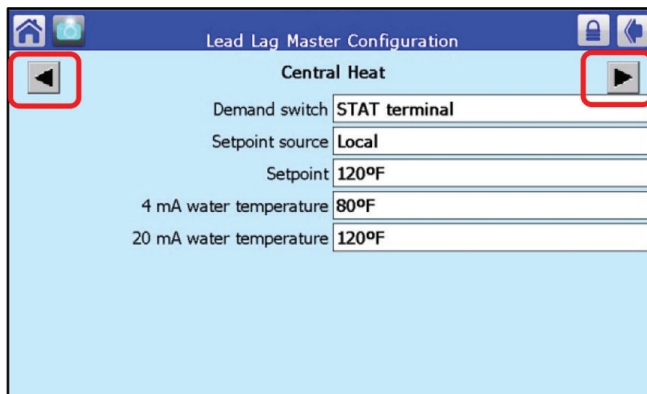 Lead Lag Master Configuration
Central Heat
Demand switch STAT terminal
Setpoint source Local
Setpoint 120ºF
4 mA water temperature 80ºF
20 mA water temperature 120ºF